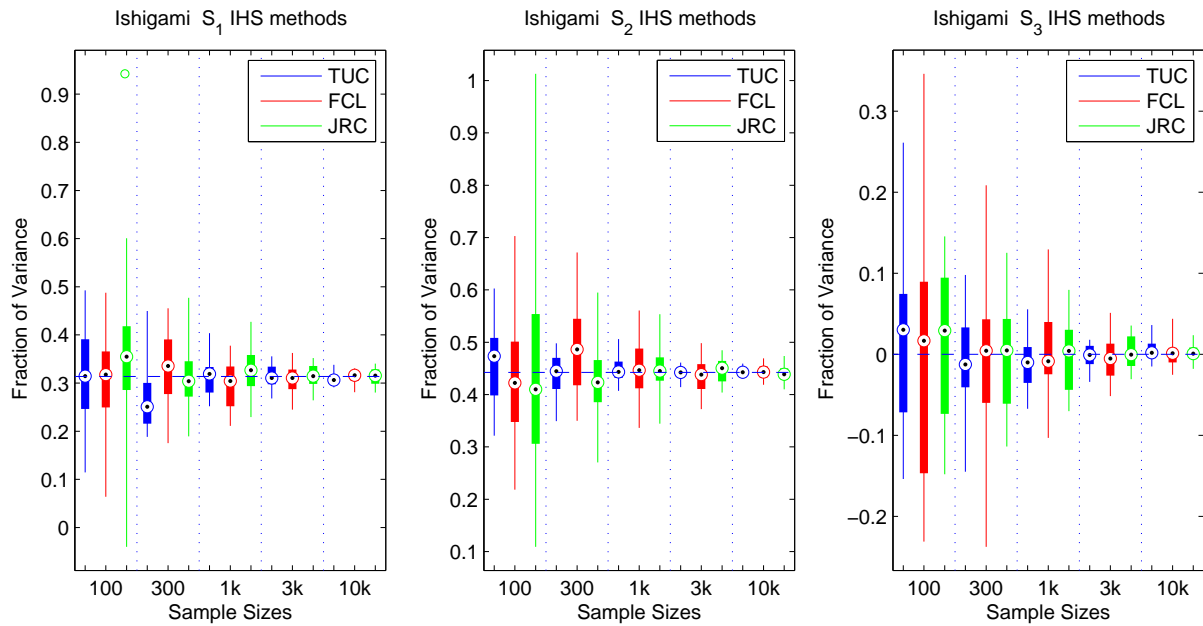 Ishigami S1 IHS methods
Fraction of Variance
0.9
0.8
0.7
0.6
0.5
0.4
0.3
0.2
0.1
0
TUC
FCL
JRC
100 300 1k 3k 10k
Sample Sizes
Ishigami S2 IHS methods
Fraction of Variance
1
0.9
0.8
0.7
0.6
0.5
0.4
0.3
0.2
0.1
TUC
FCL
JRC
100 300 1k 3k 10k
Sample Sizes
Ishigami S3 IHS methods
Fraction of Variance
0.3
0.2
0.1
0
−0.1
−0.2
TUC
FCL
JRC
100 300 1k 3k 10k
Sample Sizes